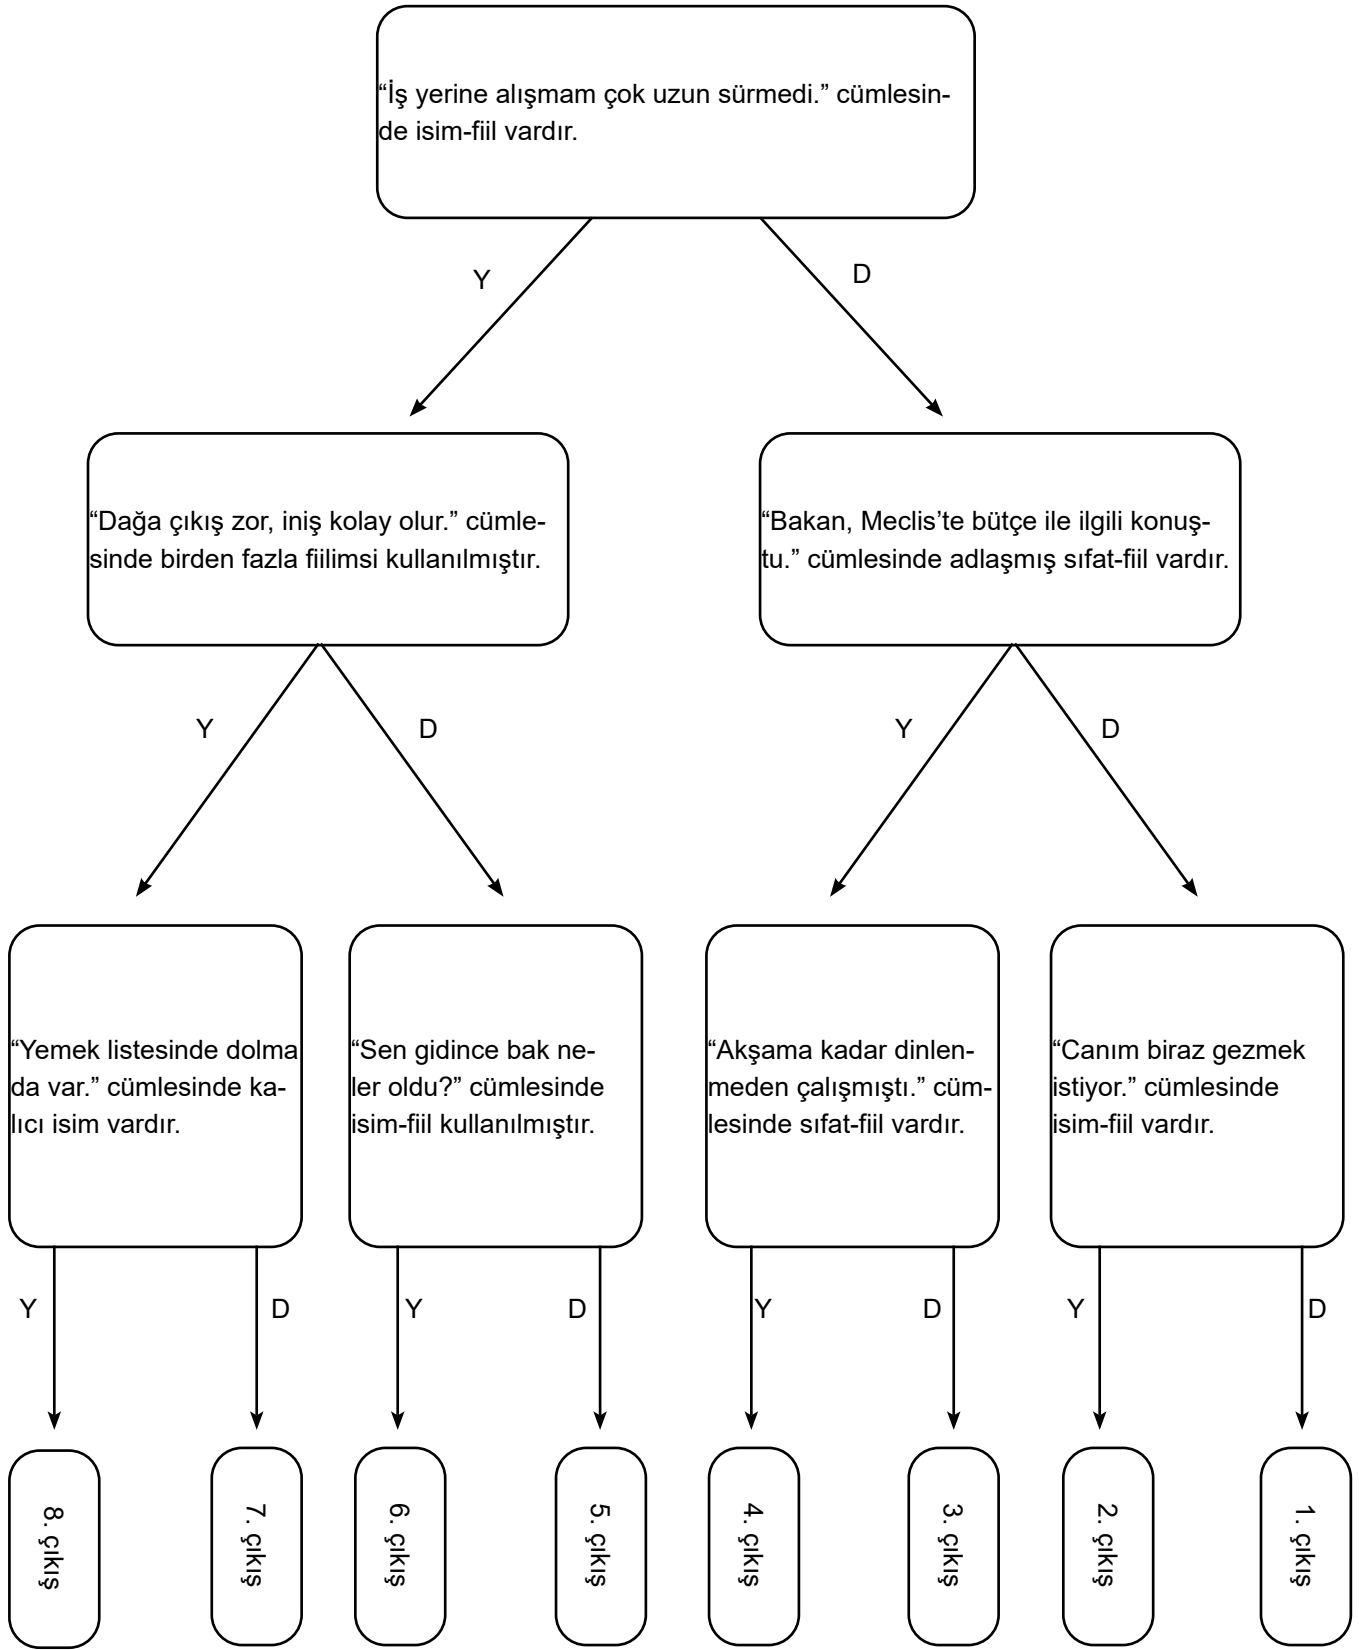 “İş yerine alışmam çok uzun sürmedi.” cümlesin-
de isim-fiil vardır.
Y
D
“Dağa çıkış zor, iniş kolay olur.” cümle-
sinde birden fazla fiilimsi kullanılmıştır.
“Bakan, Meclis’te bütçe ile ilgili konuş-
tu.” cümlesinde adlaşmış sıfat-fiil vardır.
Y
D
Y
D
“Yemek listesinde dolma
da var.” cümlesinde ka-
lıcı isim vardır.
“Sen gidince bak ne-
ler oldu?” cümlesinde
isim-fiil kullanılmıştır.
“Akşama kadar dinlen-
meden çalışmıştı.” cüm-
lesinde sıfat-fiil vardır.
“Canım biraz gezmek
istiyor.” cümlesinde
isim-fiil vardır.
Y
D
Y
D
Y
D
Y
D
8. çıkış
7. çıkış
6. çıkış
5. çıkış
4. çıkış
3. çıkış
2. çıkış
1. çıkış